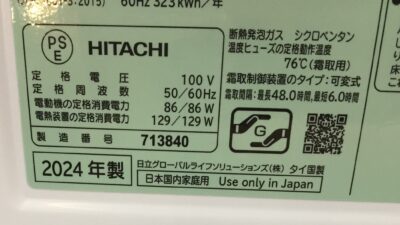 2015) 60Hz 323kWh/年
PS
E
HITACHI
定格電圧 100V
定格周波数 50/60Hz
電動機の定格消費電力 86/86W
電熱装置の定格消費電力 129/129W
製造番号 713840
断熱発泡ガス シクロペンタン
温度ヒューズの定格動作温度
76℃(霜取用)
霜取制御装置のタイプ:可変式
霜取間隔:最長48.0時間,最短6.0時間
G
2024年製
日立グローバルライフソリューションズ(株) タイ国製
日本国内家庭用 Use only in Japan